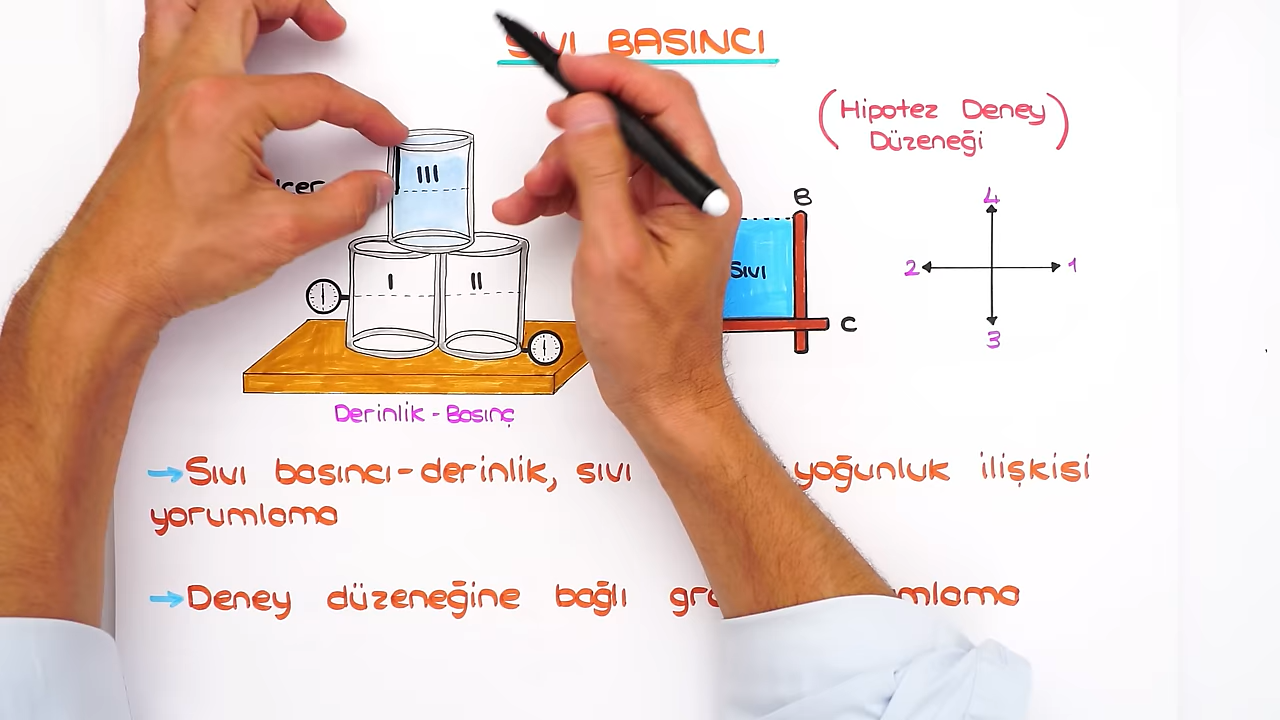 SIVI BASINCI
(Hipotez Deney
Düzeneği)
III
I
II
Sıvı
B
C
4
2
1
3
Derinlik - Basınç
→Sıvı basıncı-derinlik, sıvı yoğunluk ilişkisi
yorumlama
→Deney düzeneğine bağlı